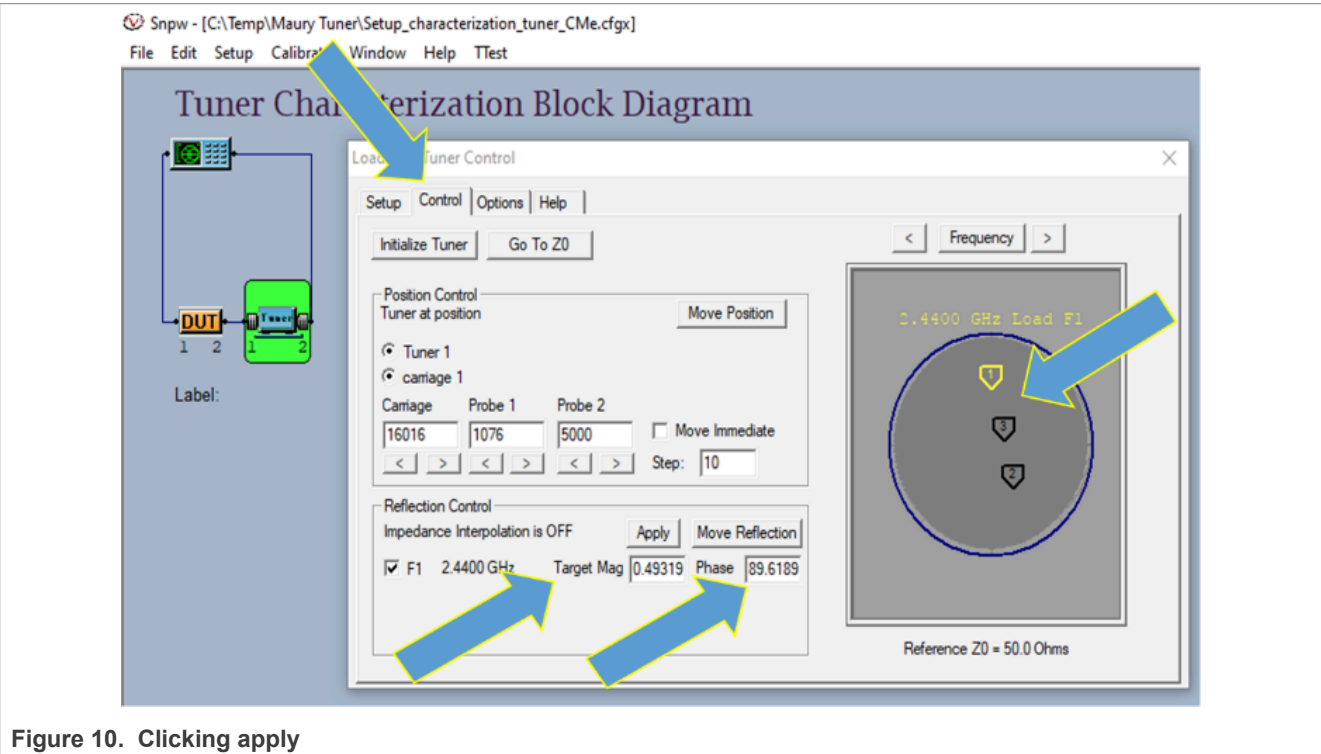 Snpw - [C:\Temp\Maury Tuner\Setup_characterization_tuner_CMe.cfgx]
File Edit Setup Window Help TTest
Tuner Block Diagram
Tuner Control
Setup Control Options Help
Initialize Tuner Go To Z0
< Frequency >
Position Control
Tuner at position
Move Position
Tuner 1
carriage 1
Carriage Probe 1 Probe 2
16016 1076 5000 Move Immediate
< > < > < > Step: 10
Reflection Control
Impedance Interpolation is OFF Apply Move Reflection
F1 2.4400 GHz Target Mag 0.49319 Phase 89.6189
2.4400 GHz Load F1
1
3
2
Reference Z0 = 50.0 Ohms
DUT Tuner
1 2 1 2
Label:
Figure 10. Clicking apply